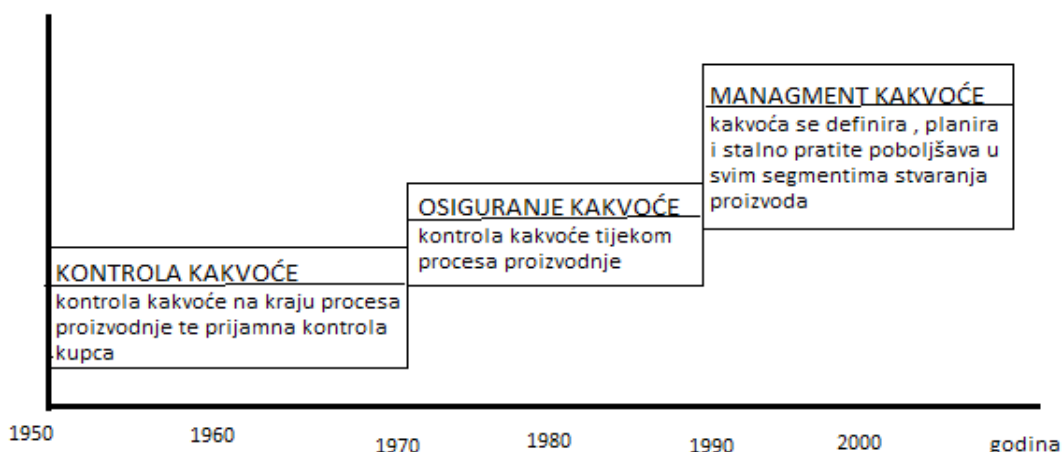 MANAGMENT KAKVOĆE
kakvoća se definira , planira
i stalno pratite poboljšava u
svim segmentima stvaranja
proizvoda
OSIGURANJE KAKVOĆE
kontrola kakvoće tijekom
procesa proizvodnje
KONTROLA KAKVOĆE
kontrola kakvoće na kraju procesa
proizvodnje te prijamna kontrola
kupca
1950 1960 1970 1980 1990 2000 godina